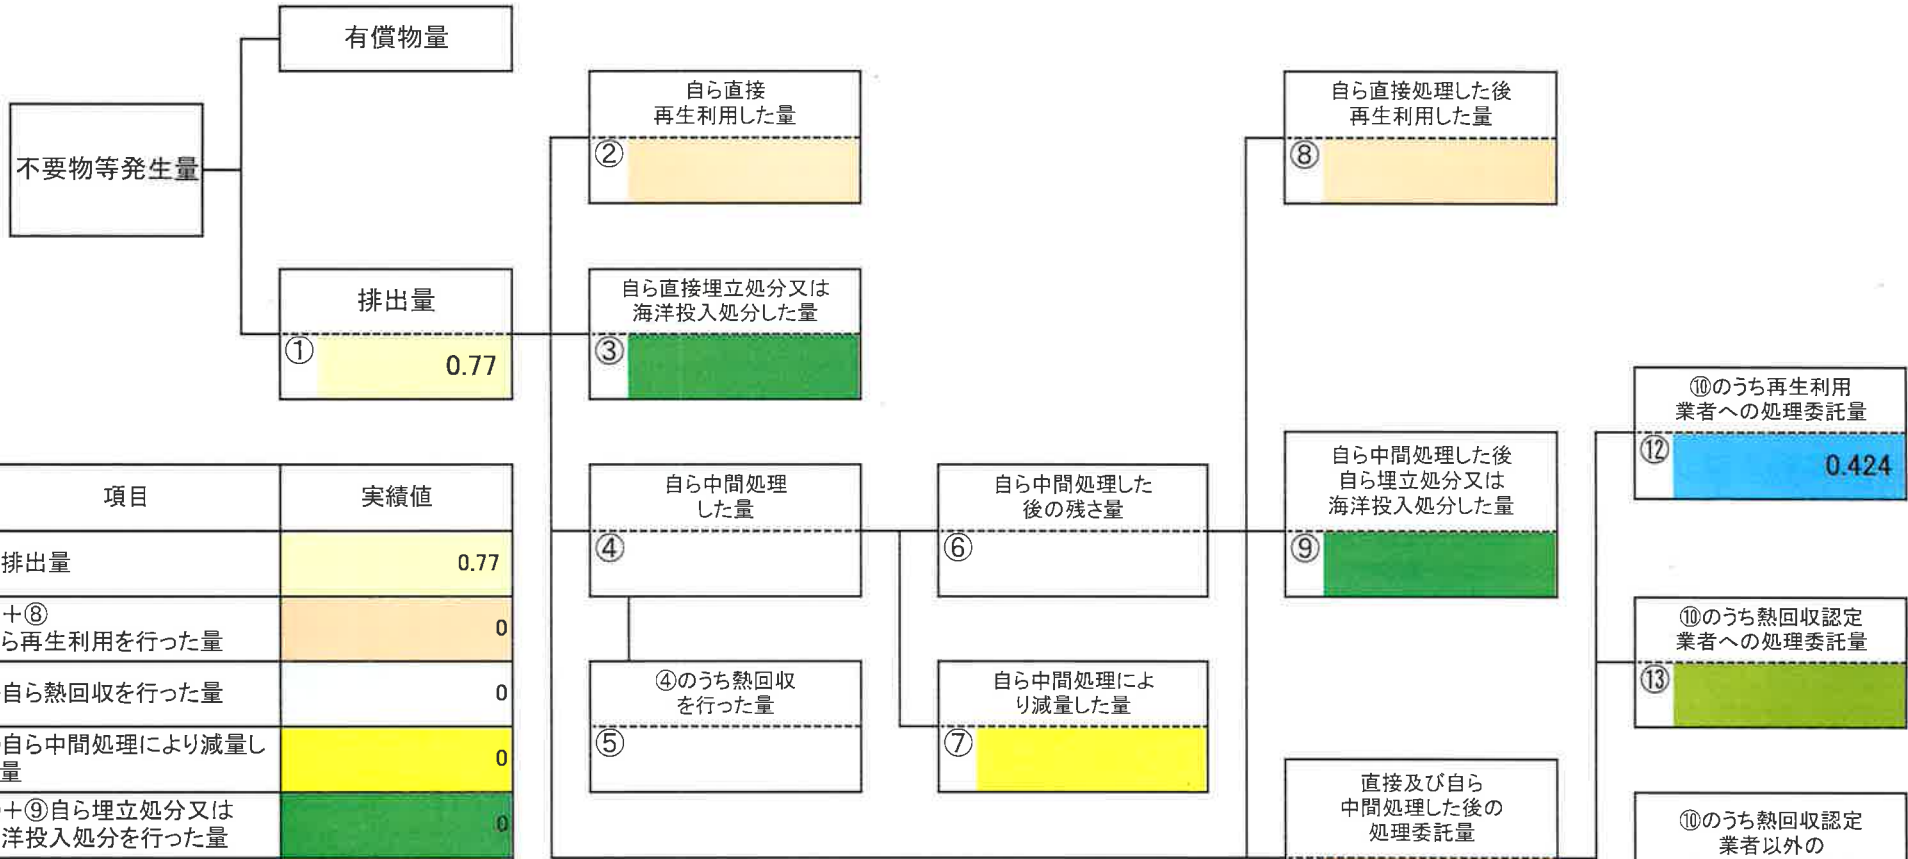 有償物量
不要物等発生量
排出量
①
0.77
自ら直接
再生利用した量
②
自ら直接埋立処分又は
海洋投入処分した量
③
自ら中間処理
した量
④
④のうち熱回収
を行った量
⑤
自ら中間処理した
後の残さ量
⑥
自ら中間処理によ
り減量した量
⑦
自ら直接処理した後
再生利用した量
⑧
自ら中間処理した後
自ら埋立処分又は
海洋投入処分した量
⑨
直接及び自ら
中間処理した後の
処理委託量
⑩のうち再生利用
業者への処理委託量
⑫
0.424
⑩のうち熱回収認定
業者への処理委託量
⑬
⑩のうち熱回収認定
業者以外の
項目 実績値
排出量 0.77
+⑧
ら再生利用を行った量 0
自ら熱回収を行った量 0
自ら中間処理により減量し
量 0
+⑨自ら埋立処分又は
洋投入処分を行った量 0